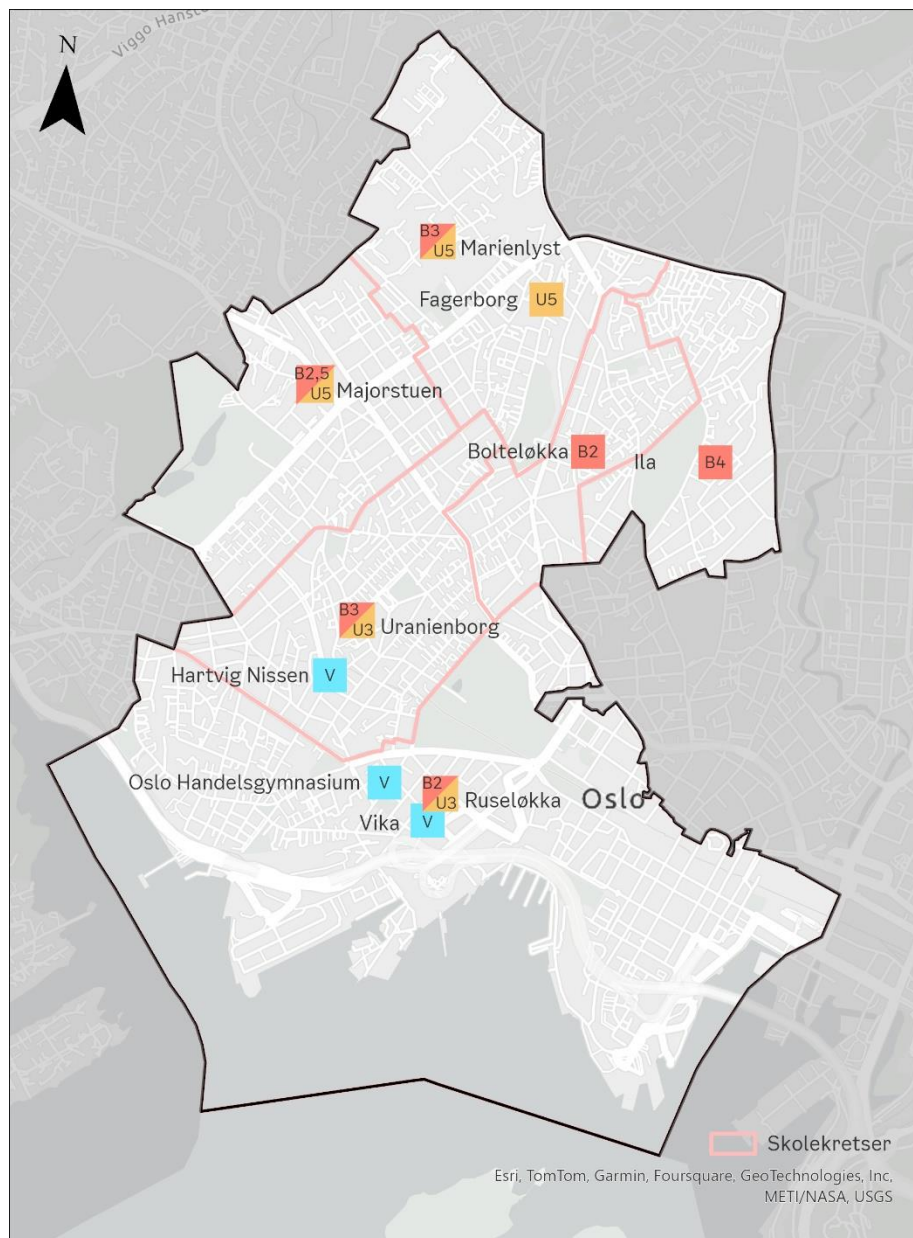 N
Viggo Hanste
B3
U5
Marienlyst
Fagerborg
U5
B2,5
U5
Majorstuen
Bolteløkka
B2
Ila
B4
B3
U3
Uranienborg
Hartvig Nissen
V
Oslo Handelsgymnasium
V
B2
U3
Ruseløkka
Oslo
Vika
V
Skolekretser
Esri, TomTom, Garmin, Foursquare, GeoTechnologies, Inc,
METI/NASA, USGS